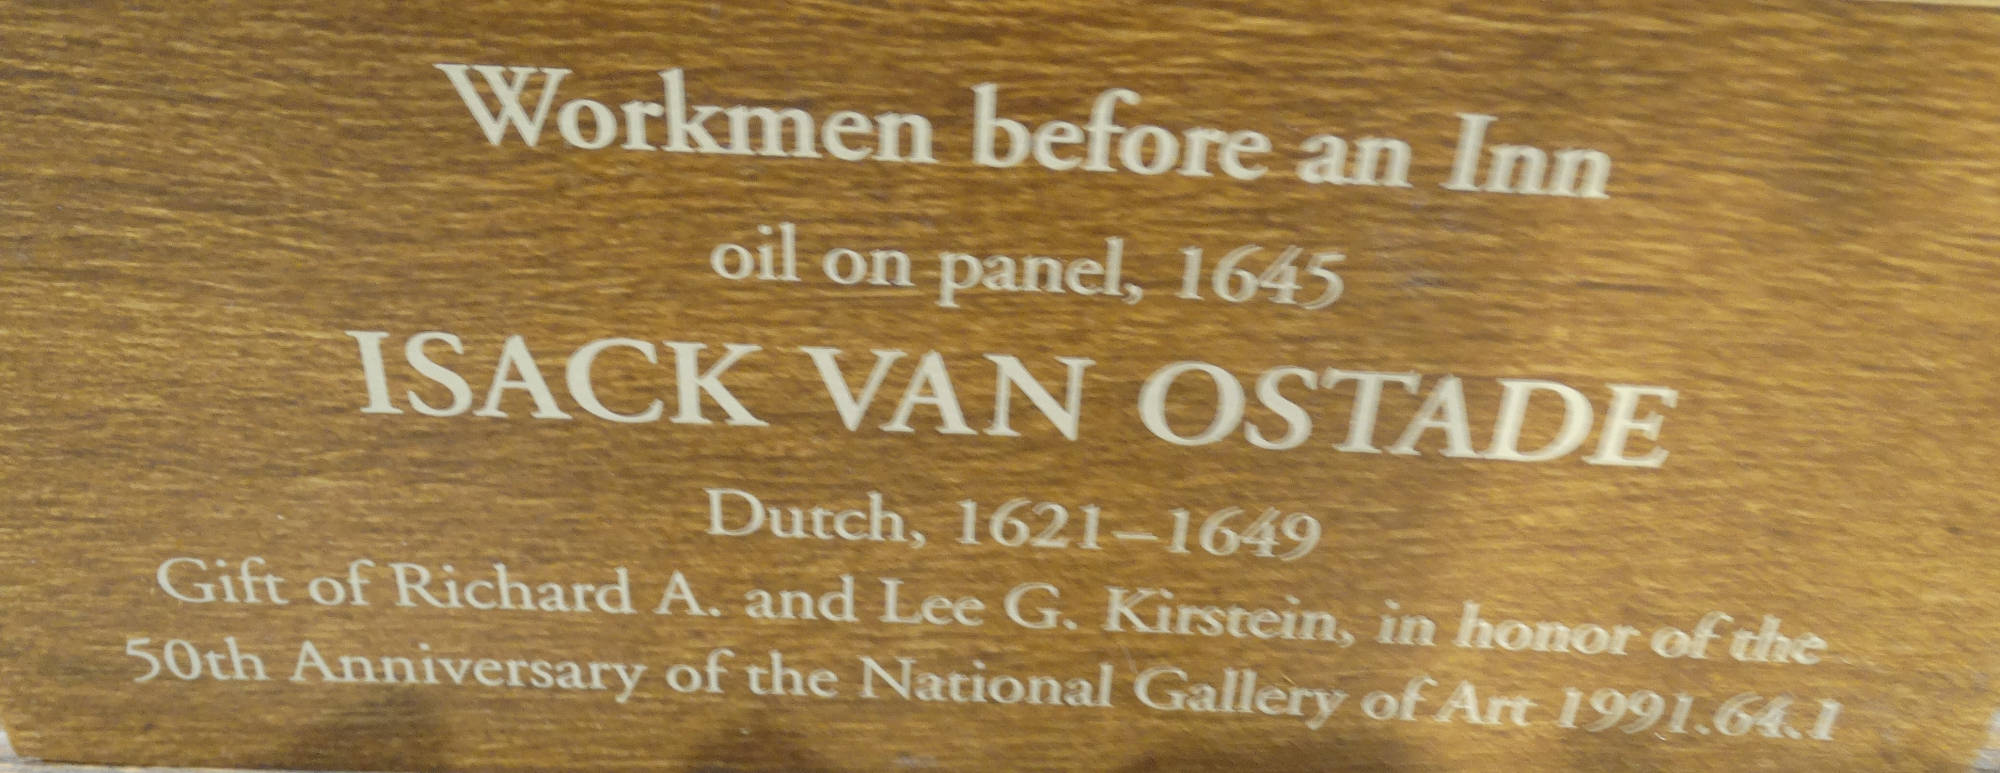 Workmen before an Inn
oil on panel, 1645
ISACK VAN OSTADE
Dutch, 1621–1649
Gift of Richard A. and Lee G. Kirstein, in honor of the
50th Anniversary of the National Gallery of Art 1991.64.1